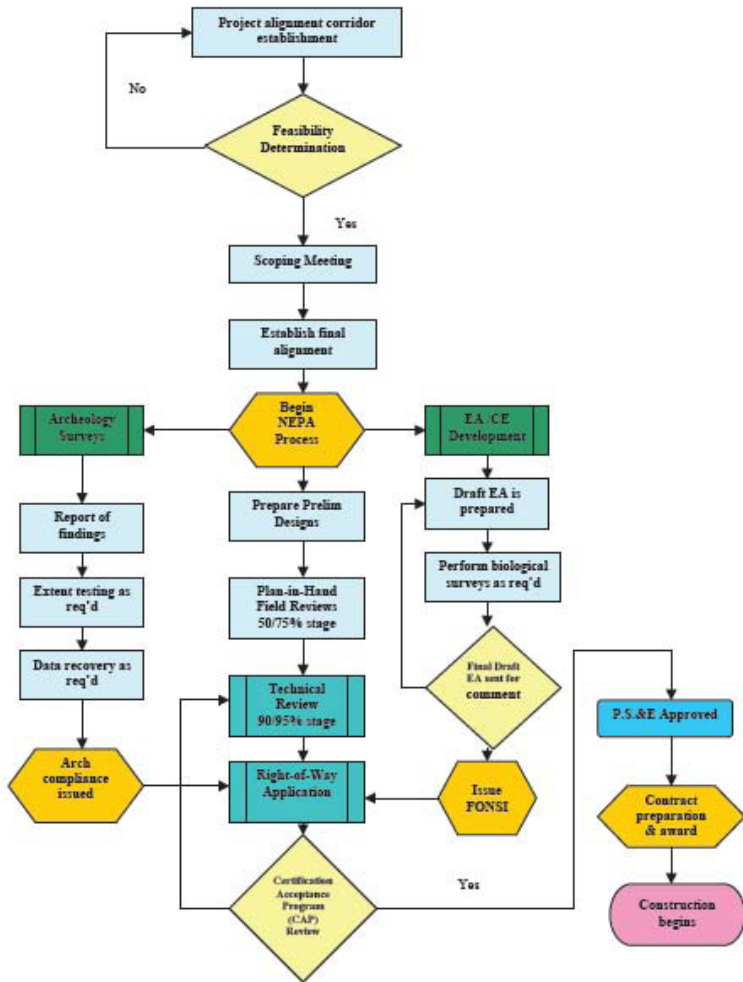 Project alignment corridor
establishment
No
Feasibility
Determination
Yes
Scoping Meeting
Establish final
alignment
Archeology
Surveys
Begin
NEPA
Process
EA /CE
Development
Report of
findings
Prepare Prelim
Designs
Draft EA is
prepared
Extent testing as
req'd
Plan-in-Hand
Field Reviews
50/75% stage
Perform biological
surveys as req'd
Data recovery as
req'd
Technical
Review
90/95% stage
Final Draft
EA sent for
comment
P.S.&E Approved
Arch
compliance
issued
Right-of-Way
Application
Issue
FONSI
Contract
preparation
& award
Certification
Acceptance
Program
(CAP)
Review
Yes
Construction
begins